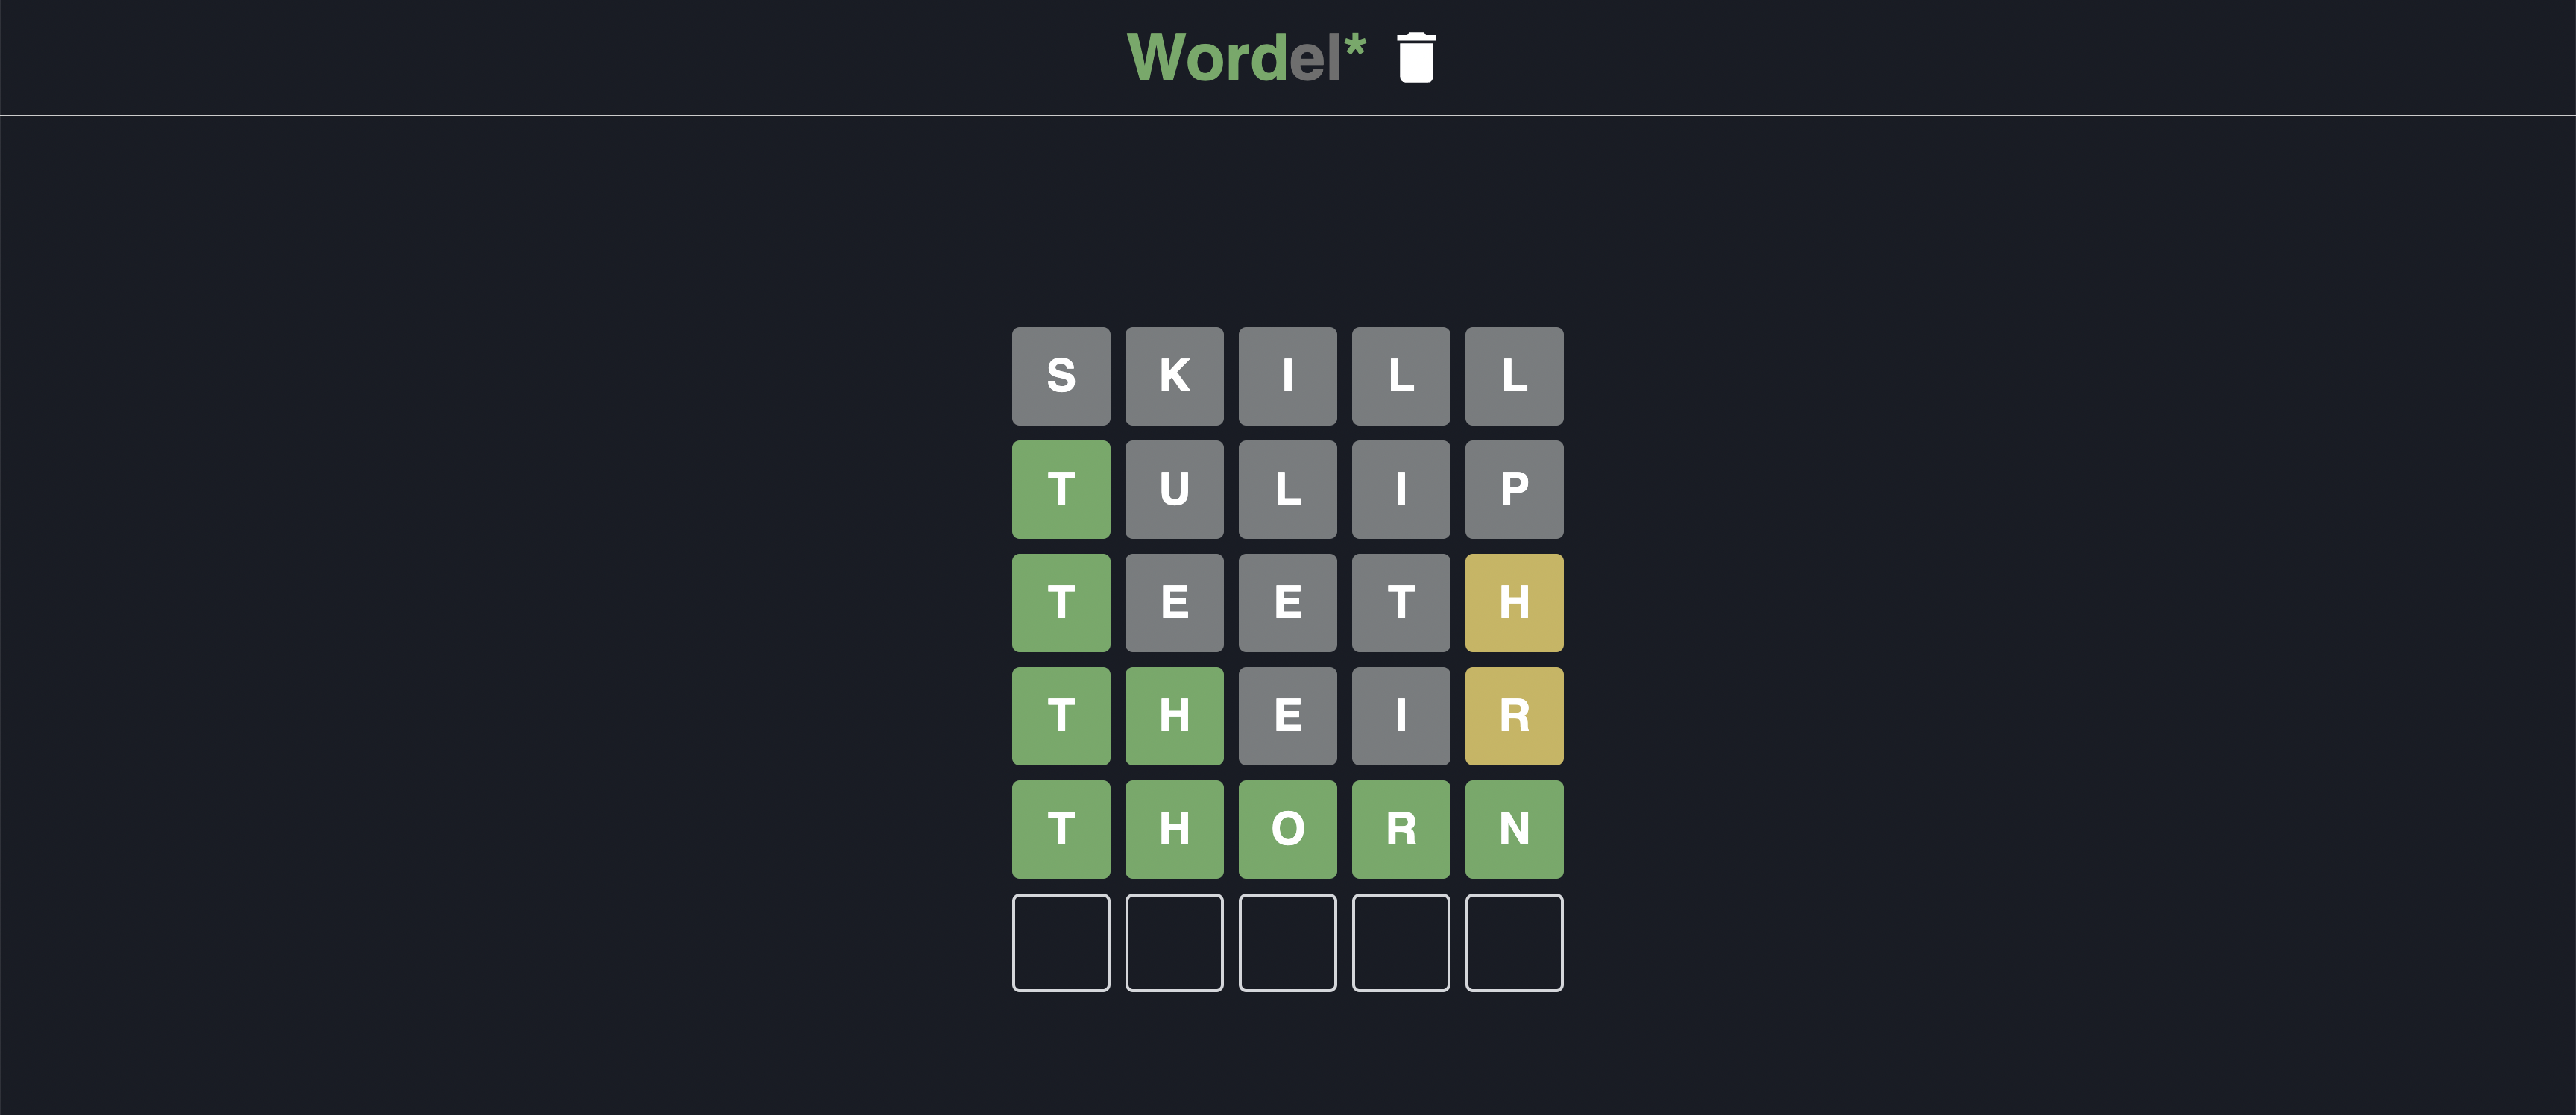 Wordel*
S K I L L
T U L I P
T E E T H
T H E I R
T H O R N